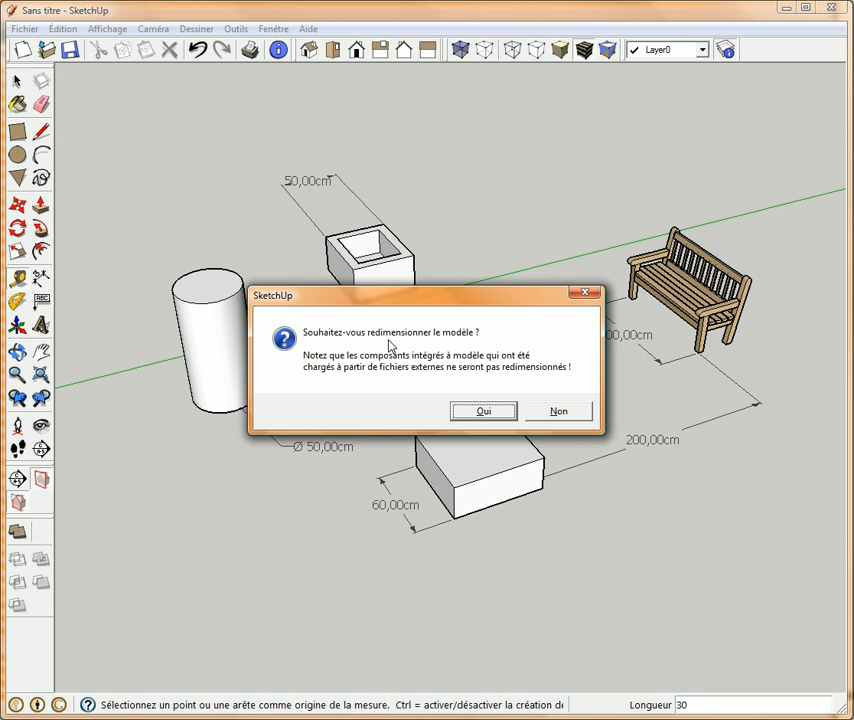 Sans titre - SketchUp
Fichier Édition Affichage Caméra Dessiner Outils Fenêtre Aide
Layer0
50,00cm
SketchUp
Souhaitez-vous redimensionner le modèle ?
Notez que les composants intégrés à modèle qui ont été
chargés à partir de fichiers externes ne seront pas redimensionnés !
Oui Non
00,00cm
200,00cm
Ø 50,00cm
60,00cm
Sélectionnez un point ou une arête comme origine de la mesure. Ctrl = activer/désactiver la création de
Longueur 30